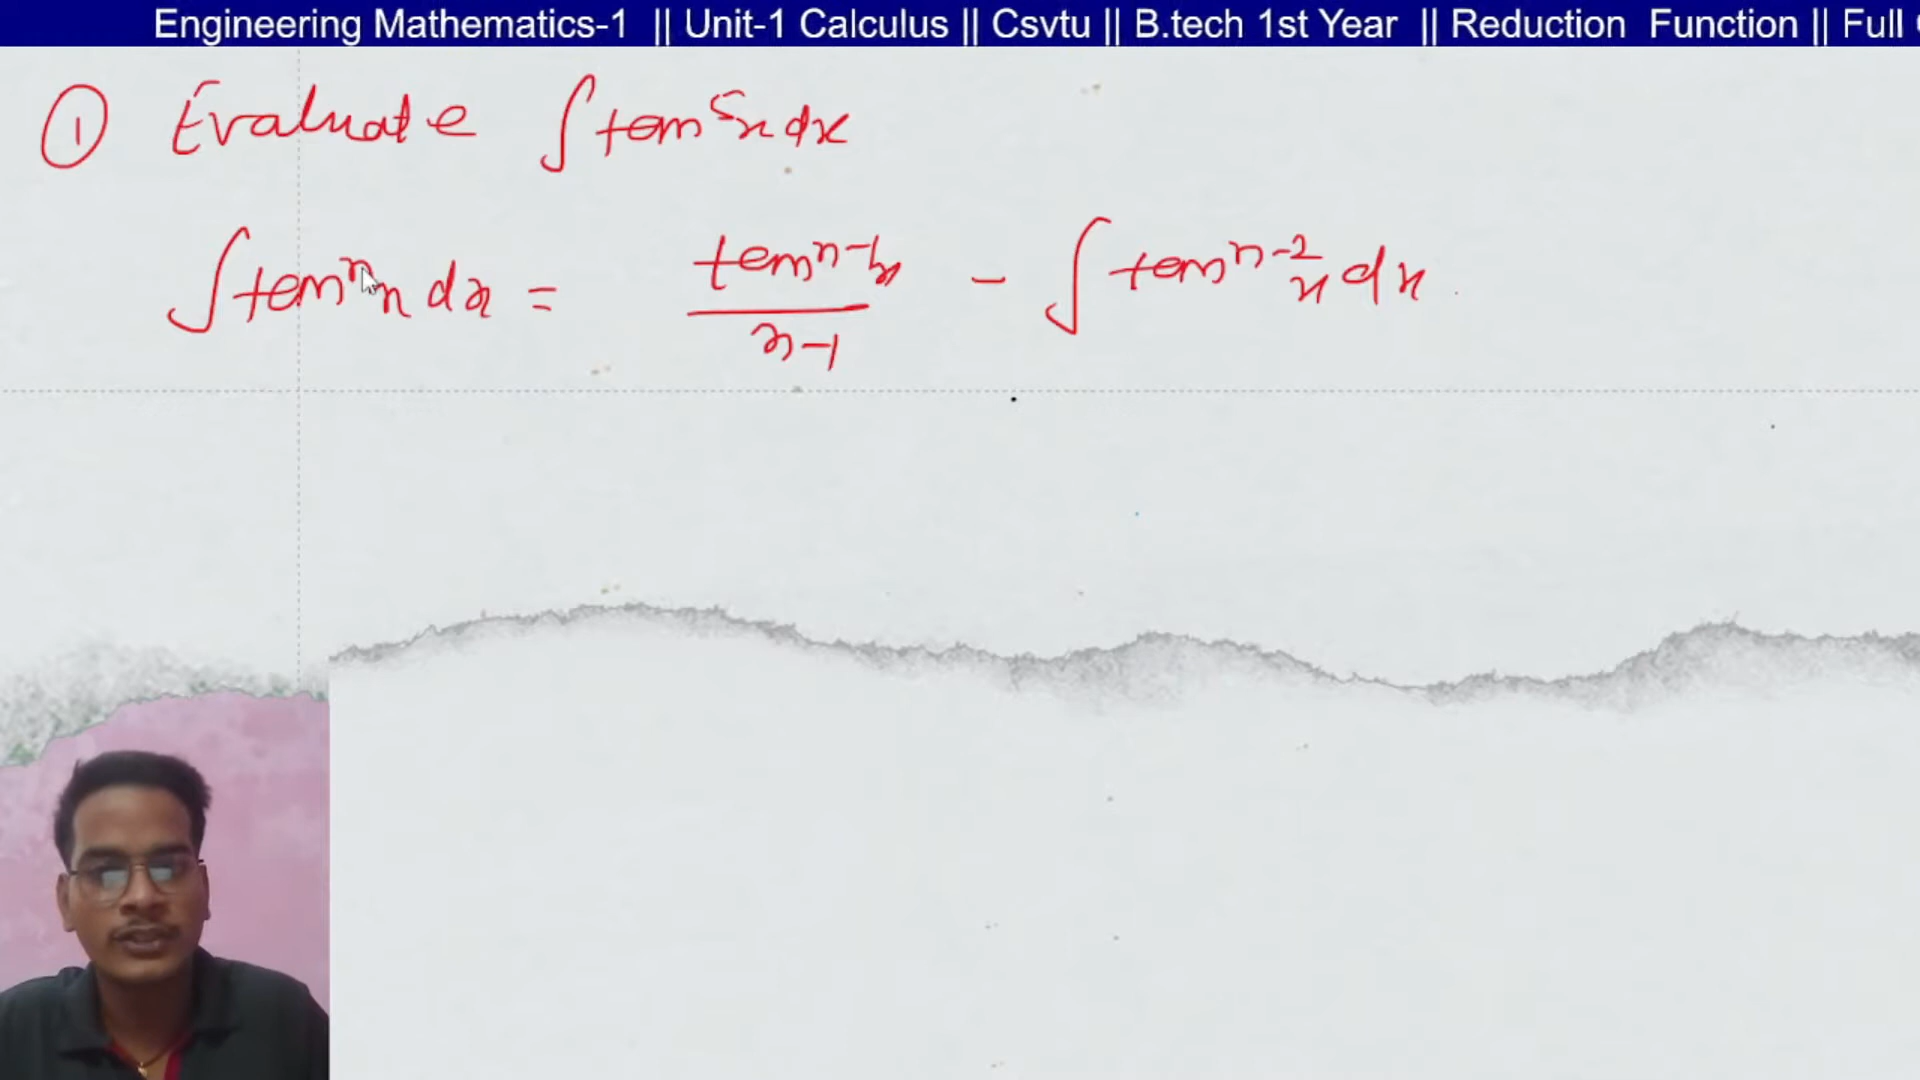 Engineering Mathematics-1 || Unit-1 Calculus || Csvtu || B.tech 1st Year || Reduction Function || Full
① Evaluate ∫tan⁵x dx
∫tanⁿx dx = tanⁿ⁻¹x / n-1 - ∫tanⁿ⁻²x dx